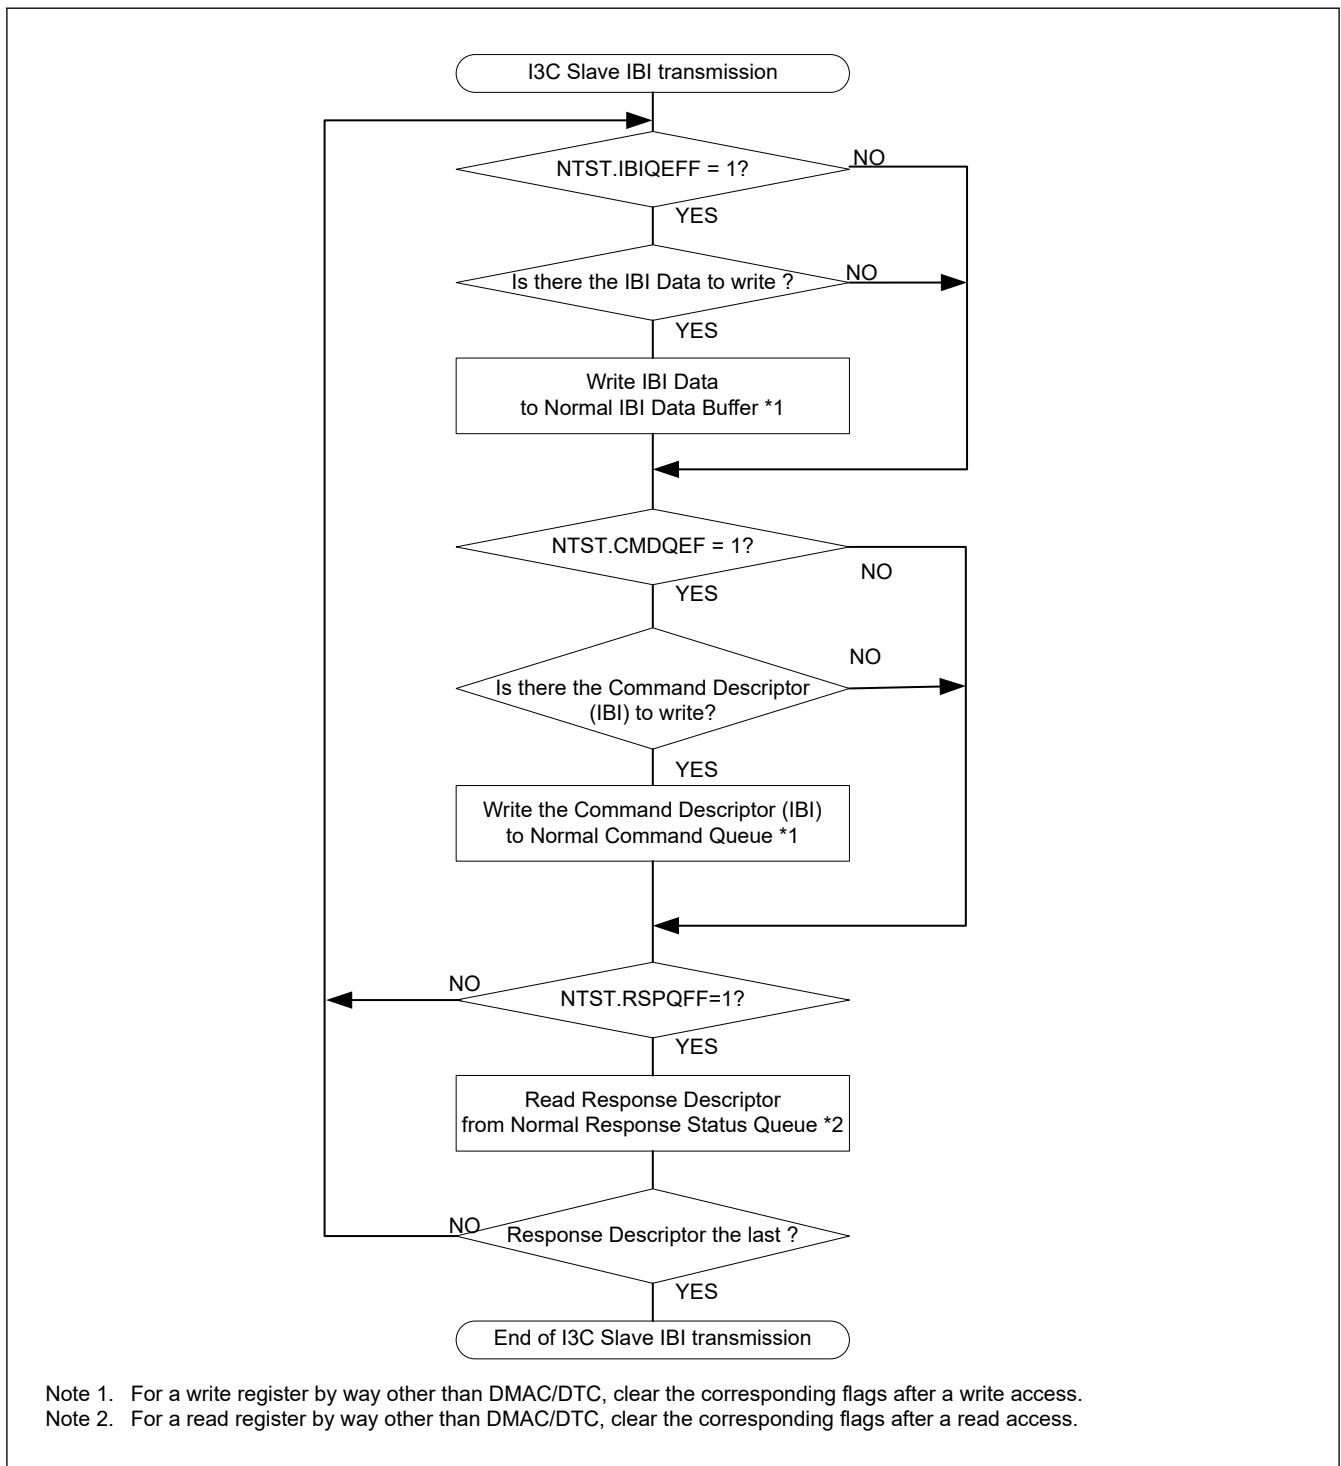 I3C Slave IBI transmission
NTST.IBIQEFF = 1?
NO
YES
Is there the IBI Data to write ?
NO
YES
Write IBI Data
to Normal IBI Data Buffer *1
NTST.CMDQEF = 1?
NO
YES
NO
Is there the Command Descriptor
(IBI) to write?
YES
Write the Command Descriptor (IBI)
to Normal Command Queue *1
NO
NTST.RSPQFF=1?
YES
Read Response Descriptor
from Normal Response Status Queue *2
NO
Response Descriptor the last ?
YES
End of I3C Slave IBI transmission
Note 1. For a write register by way other than DMAC/DTC, clear the corresponding flags after a write access.
Note 2. For a read register by way other than DMAC/DTC, clear the corresponding flags after a read access.